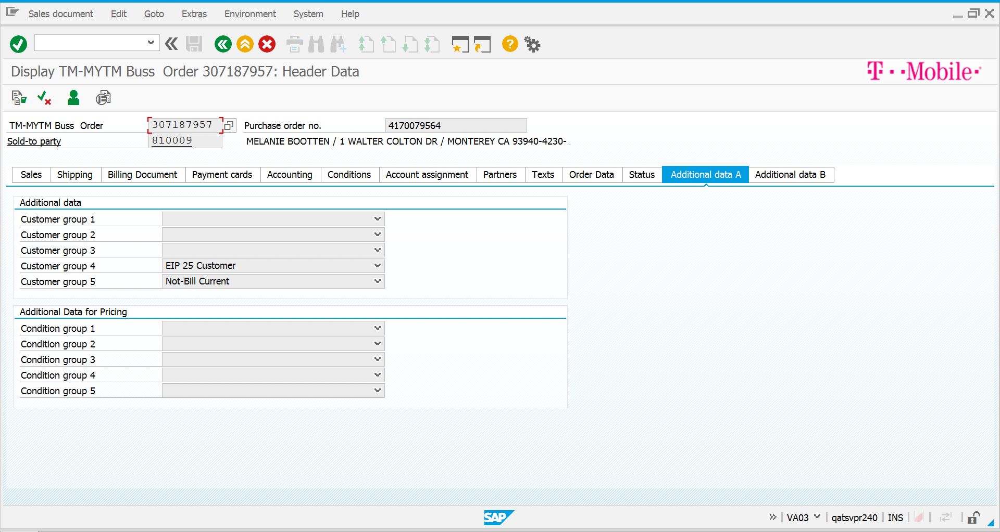 Sales document Edit Goto Extras Environment System Help
Display TM-MYTM Buss Order 307187957: Header Data
T · · Mobile ·
TM-MYTM Buss Order 307187957 Purchase order no. 4170079564
Sold-to party 810009 MELANIE BOOTTEN / 1 WALTER COLTON DR / MONTEREY CA 93940-4230-...
Sales Shipping Billing Document Payment cards Accounting Conditions Account assignment Partners Texts Order Data Status Additional data A Additional data B
Additional data
Customer group 1
Customer group 2
Customer group 3
Customer group 4 EIP 25 Customer
Customer group 5 Not-Bill Current
Additional Data for Pricing
Condition group 1
Condition group 2
Condition group 3
Condition group 4
Condition group 5
SAP
VA03 qatsvpr240 INS